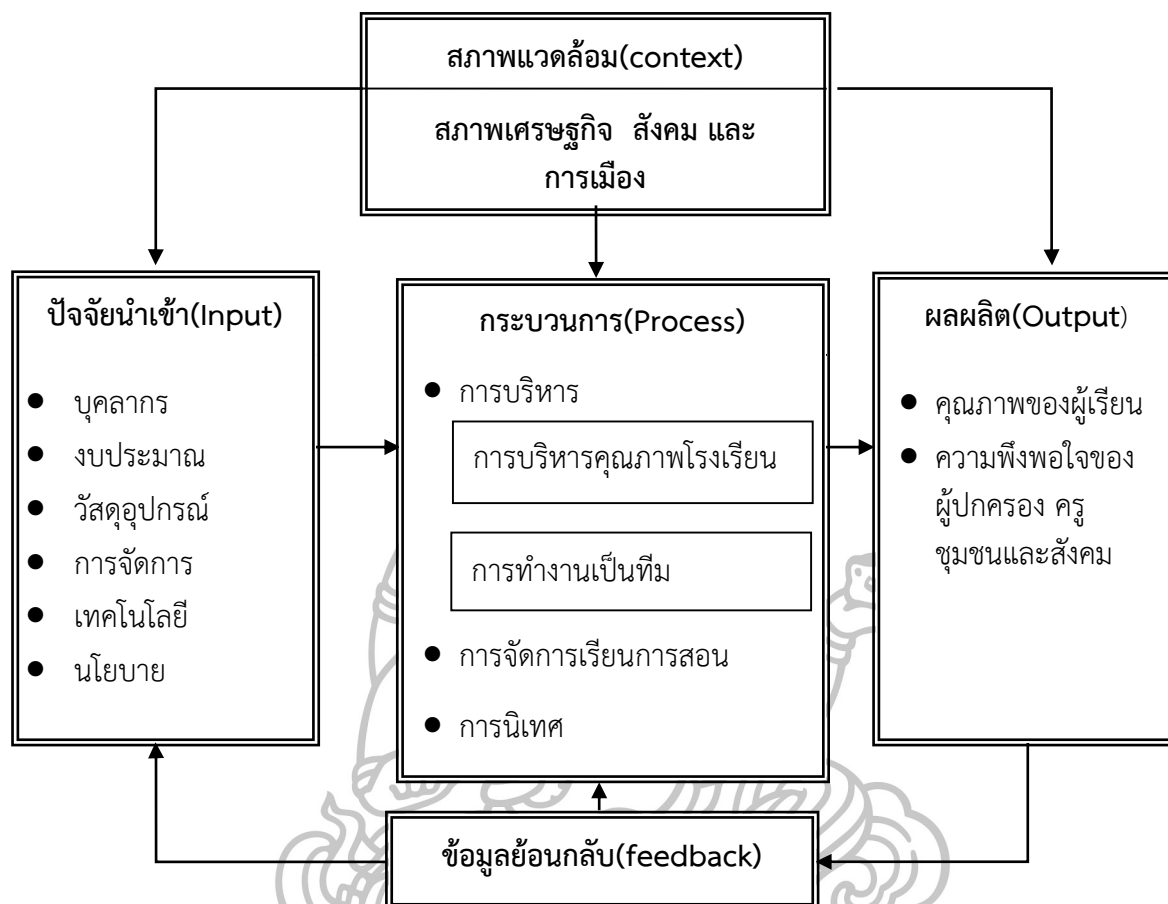 สภาพแวดล้อม(context)
สภาพเศรษฐกิจ สังคม และ
การเมือง
ปัจจัยนำเข้า(Input)
● บุคลากร
● งบประมาณ
● วัสดุอุปกรณ์
● การจัดการ
● เทคโนโลยี
● นโยบาย
กระบวนการ(Process)
● การบริหาร
การบริหารคุณภาพโรงเรียน
การทำงานเป็นทีม
● การจัดการเรียนการสอน
● การนิเทศ
ผลผลิต(Output)
● คุณภาพของผู้เรียน
● ความพึงพอใจของ
ผู้ปกครอง ครู
ชุมชนและสังคม
ข้อมูลย้อนกลับ(feedback)